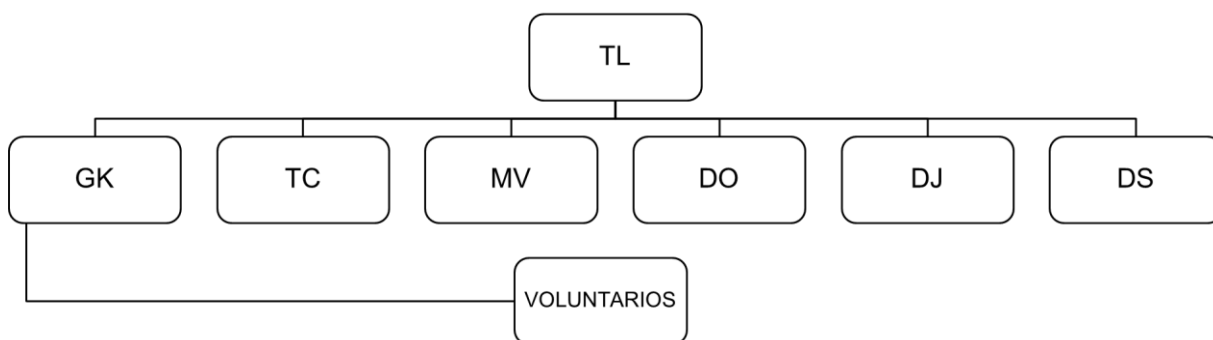 TL
GK
TC
MV
DO
DJ
DS
VOLUNTARIOS